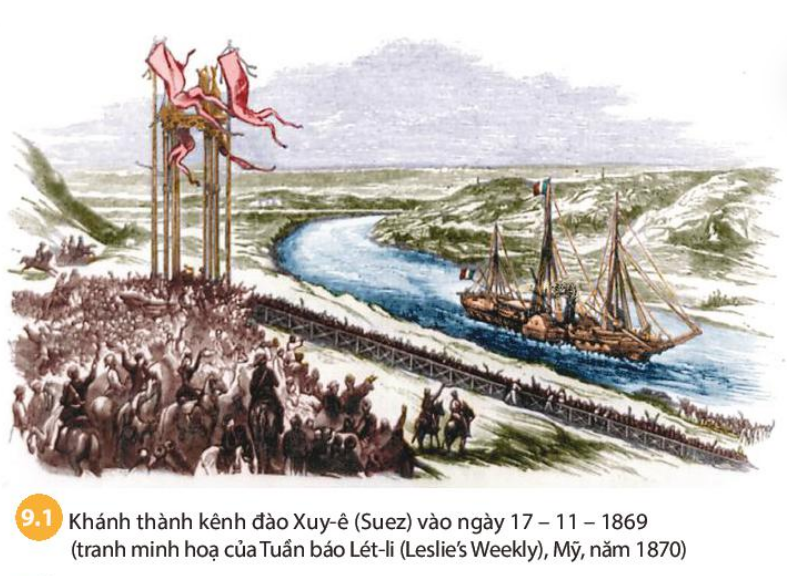 9.1 Khánh thành kênh đào Xuy-ê (Suez) vào ngày 17 – 11 – 1869
(tranh minh hoạ của Tuần báo Lét-li (Leslie’s Weekly), Mỹ, năm 1870)